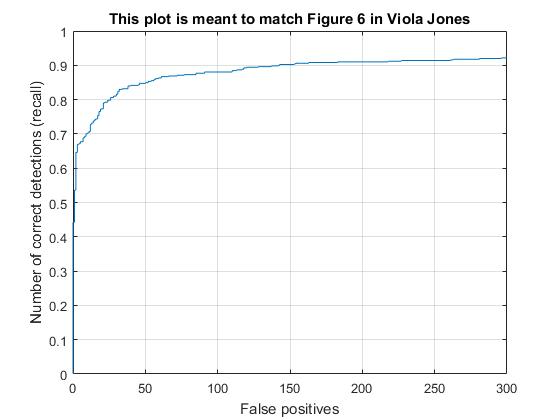 This plot is meant to match Figure 6 in Viola Jones
Number of correct detections (recall)
1
0.9
0.8
0.7
0.6
0.5
0.4
0.3
0.2
0.1
0
0 50 100 150 200 250 300
False positives